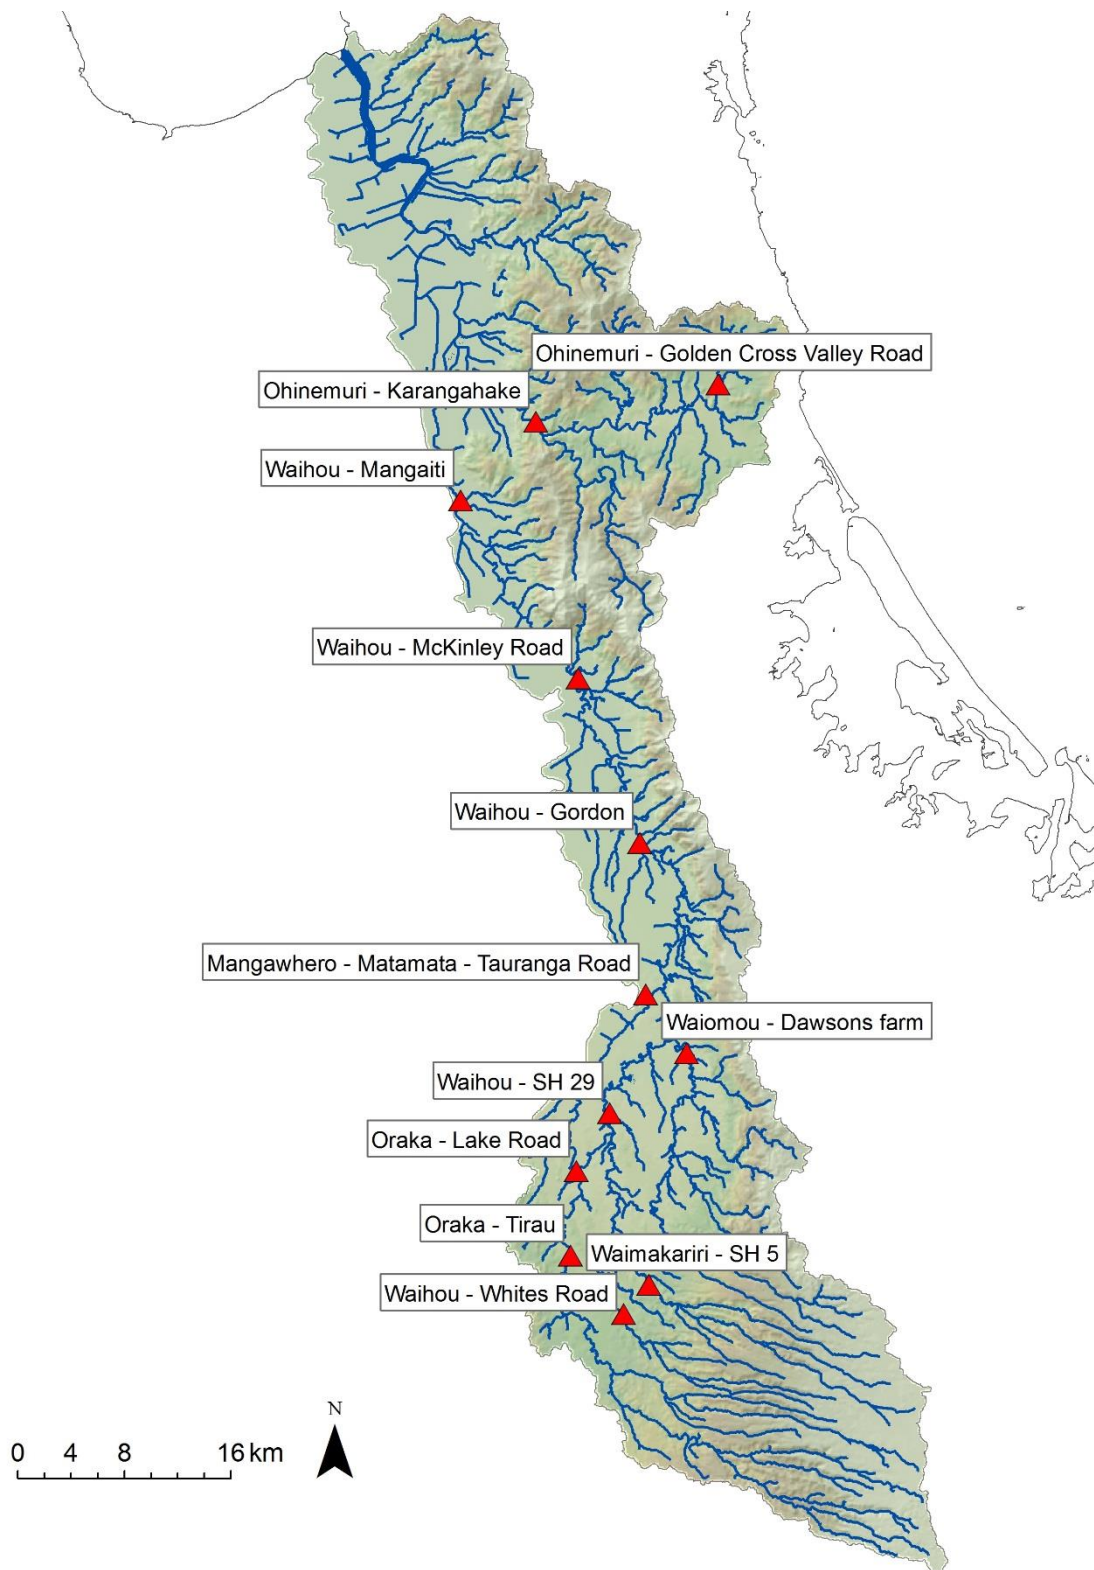 Ohinemuri - Golden Cross Valley Road
Ohinemuri - Karangahake
Waihou - Mangaiti
Waihou - McKinley Road
Waihou - Gordon
Mangawhero - Matamata - Tauranga Road
Waiomou - Dawsons farm
Waihou - SH 29
Oraka - Lake Road
Oraka - Tirau
Waimakariri - SH 5
Waihou - Whites Road
N
0 4 8 16 km